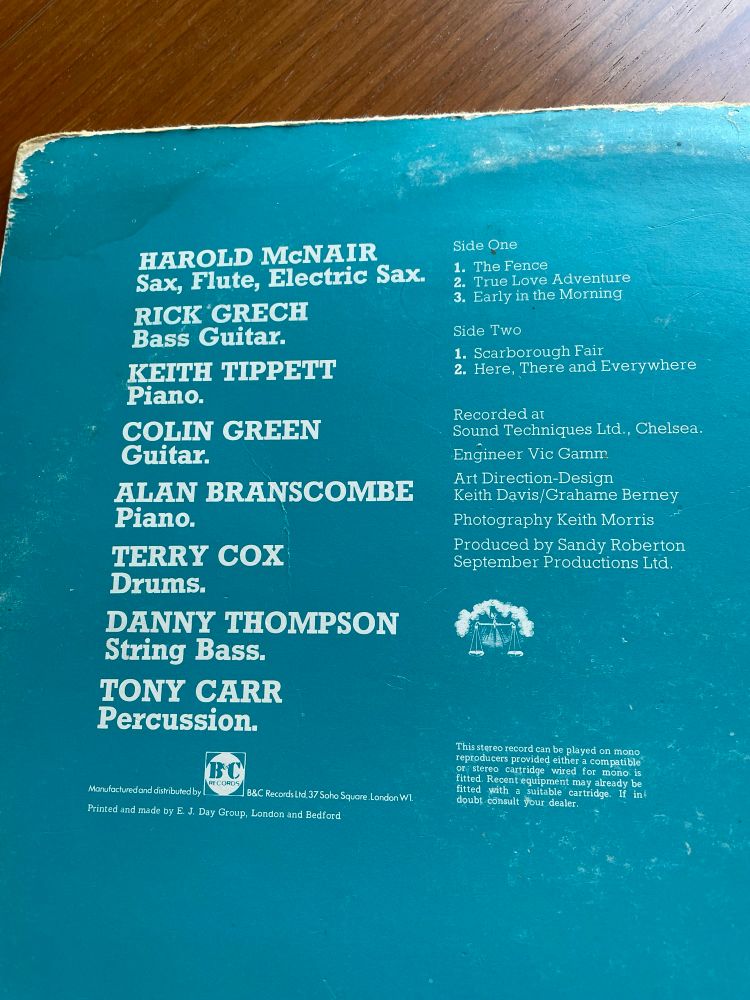 HAROLD McNAIR
Sax, Flute, Electric Sax.
RICK GRECH
Bass Guitar.
KEITH TIPPETT
Piano.
COLIN GREEN
Guitar.
ALAN BRANSCOMBE
Piano.
TERRY COX
Drums.
DANNY THOMPSON
String Bass.
TONY CARR
Percussion.
Side One
1. The Fence
2. True Love Adventure
3. Early in the Morning
Side Two
1. Scarborough Fair
2. Here, There and Everywhere
Recorded at
Sound Techniques Ltd., Chelsea.
Engineer Vic Gamm
Art Direction-Design
Keith Davis/Grahame Berney
Photography Keith Morris
Produced by Sandy Roberton
September Productions Ltd.
This stereo record can be played on mono
reproducers provided either a compatible
or stereo cartridge wired for mono is
fitted. Recent equipment may already be
fitted with a suitable cartridge. If in
doubt consult your dealer.
Manufactured and distributed by B&C RECORDS B&C Records Ltd. 37 Soho Square. London W1.
Printed and made by E. J. Day Group, London and Bedford